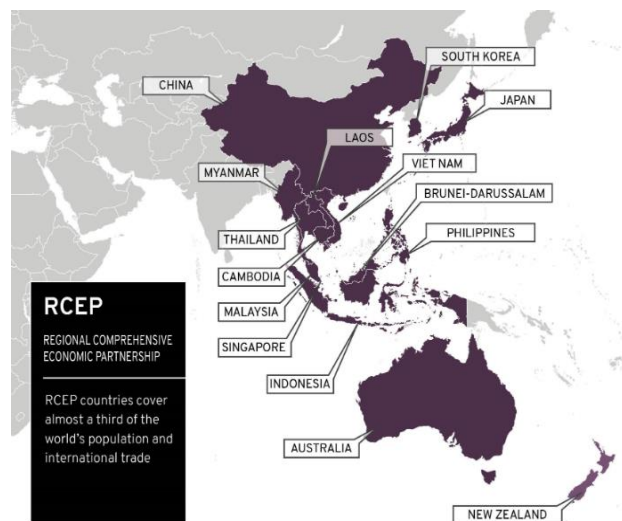 SOUTH KOREA
CHINA
JAPAN
LAOS
VIET NAM
MYANMAR
BRUNEI-DARUSSALAM
THAILAND
PHILIPPINES
CAMBODIA
MALAYSIA
SINGAPORE
INDONESIA
AUSTRALIA
NEW ZEALAND
RCEP
REGIONAL COMPREHENSIVE
ECONOMIC PARTNERSHIP
RCEP countries cover
almost a third of the
world's population and
international trade